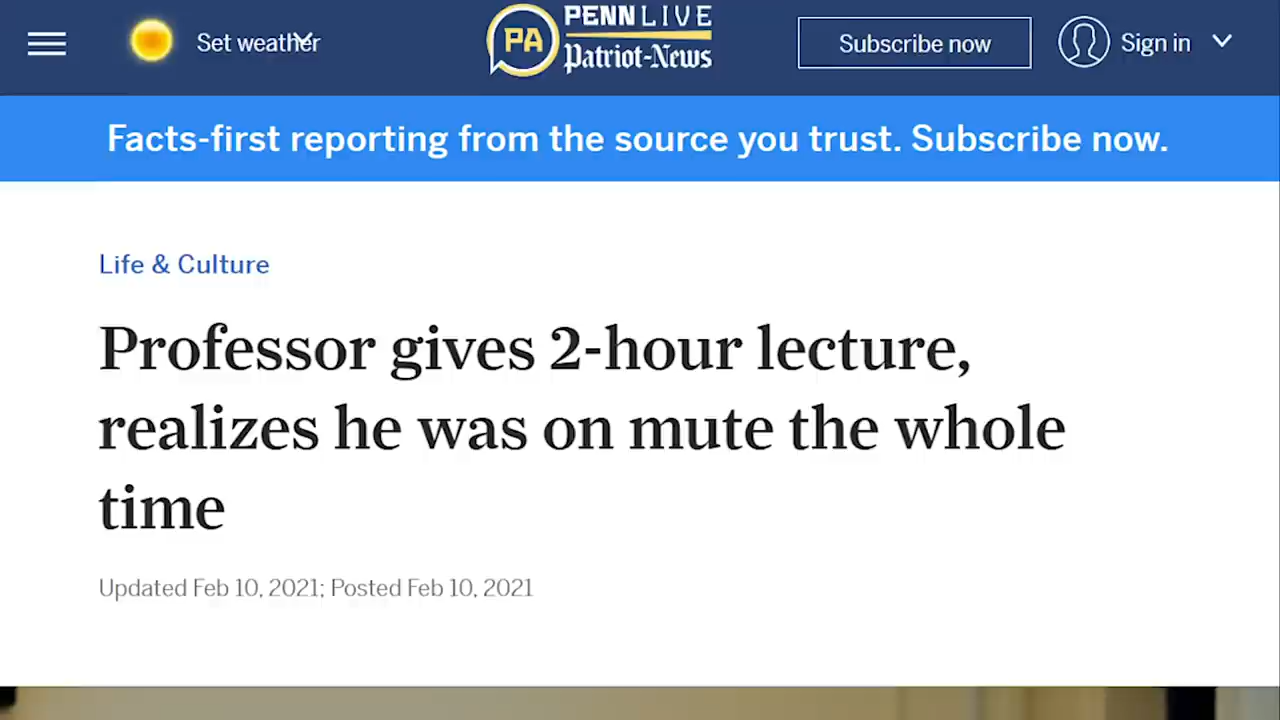 Set weather
PA
PENNLIVE
Patriot-News
Subscribe now
Sign in
Facts-first reporting from the source you trust. Subscribe now.
Life & Culture
Professor gives 2-hour lecture,
realizes he was on mute the whole
time
Updated Feb 10, 2021; Posted Feb 10, 2021